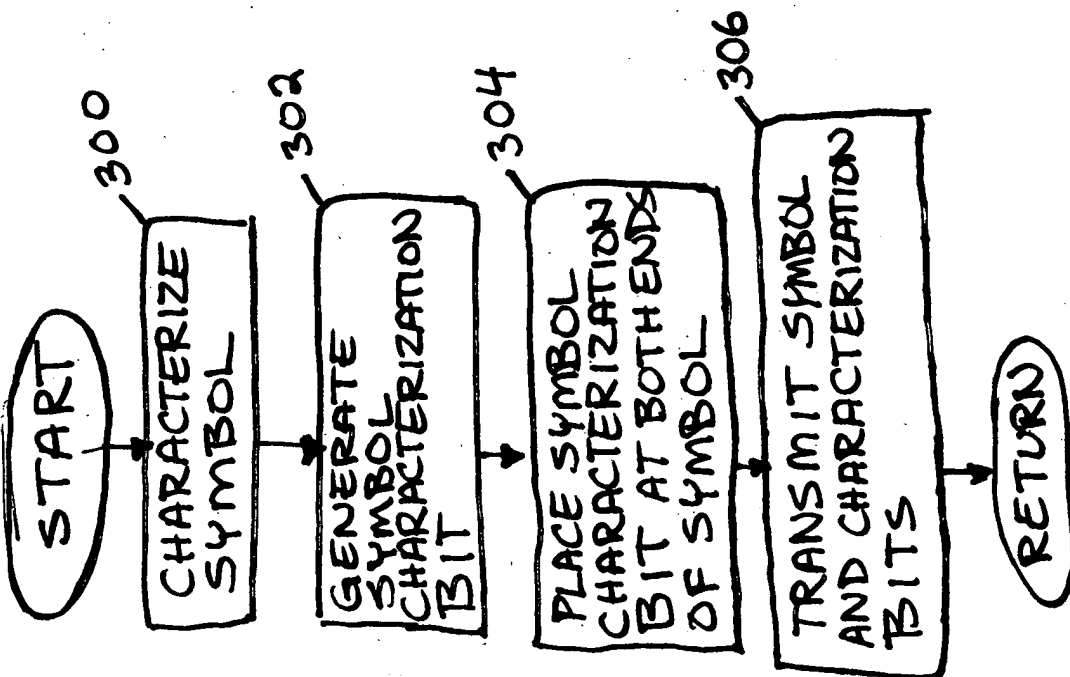 START
300
CHARACTERIZE
SYMBOL
302
GENERATE
SYMBOL
CHARACTERIZATION
BIT
304
PLACE SYMBOL
CHARACTERIZATION
BIT AT BOTH ENDS
OF SYMBOL
306
TRANSMIT SYMBOL
AND CHARACTERIZATION
BITS
RETURN